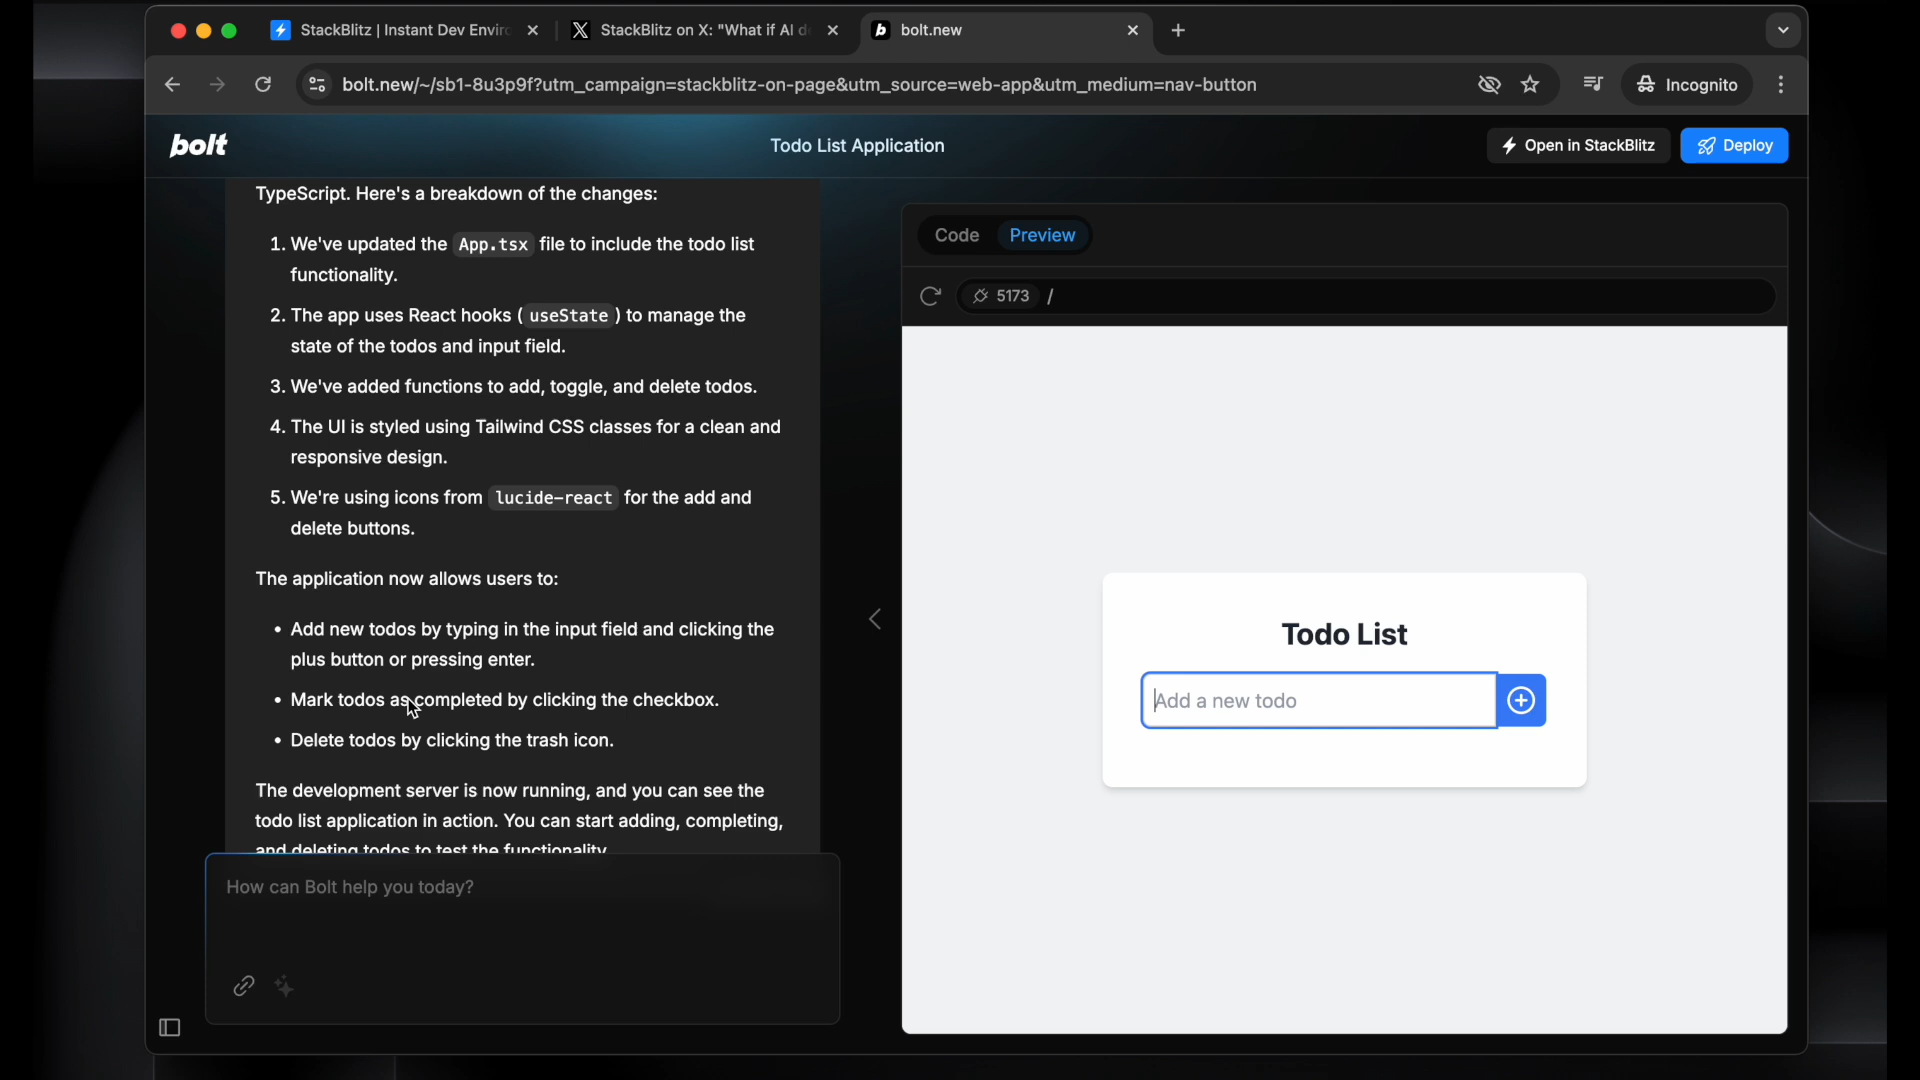 StackBlitz | Instant Dev Enviro
StackBlitz on X: "What if AI d
bolt.new
bolt.new/~/sb1-8u3p9f?utm_campaign=stackblitz-on-page&utm_source=web-app&utm_medium=nav-button
Incognito
bolt
Todo List Application
Open in StackBlitz
Deploy
TypeScript. Here's a breakdown of the changes:
1. We've updated the App.tsx file to include the todo list
functionality.
2. The app uses React hooks ( useState ) to manage the
state of the todos and input field.
3. We've added functions to add, toggle, and delete todos.
4. The UI is styled using Tailwind CSS classes for a clean and
responsive design.
5. We're using icons from lucide-react for the add and
delete buttons.
The application now allows users to:
• Add new todos by typing in the input field and clicking the
plus button or pressing enter.
• Mark todos as completed by clicking the checkbox.
• Delete todos by clicking the trash icon.
The development server is now running, and you can see the
todo list application in action. You can start adding, completing,
and deleting todos to test the functionality.
How can Bolt help you today?
Code
Preview
5173 /
Todo List
Add a new todo